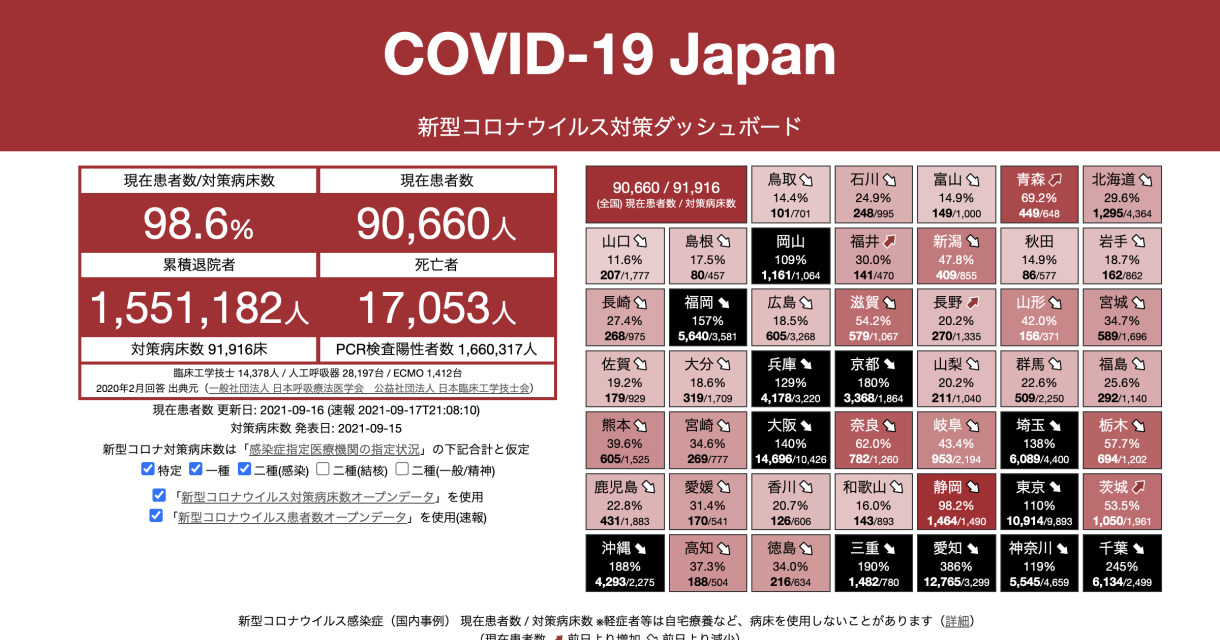 COVID-19 Japan
新型コロナウイルス対策ダッシュボード
現在患者数/対策病床数
現在患者数
98.6%
90,660人
累積退院者
死亡者
1,551,182人
17,053人
対策病床数 91,916床
PCR検査陽性者数 1,660,317人
臨床工学技士 14,378人 / 人工呼吸器 28,197台 / ECMO 1,412台
2020年2月回答 出典元（一般社団法人 日本呼吸療法医学会　公益社団法人 日本臨床工学技士会）
現在患者数 更新日: 2021-09-16 (速報 2021-09-17T21:08:10)
対策病床数 発表日: 2021-09-15
新型コロナ対策病床数は「感染症指定医療機関の指定状況」の下記合計と仮定
特定 一種 二種(感染) 二種(結核) 二種(一般/精神)
「新型コロナウイルス対策病床数オープンデータ」を使用
「新型コロナウイルス患者数オープンデータ」を使用(速報)
90,660 / 91,916
(全国) 現在患者数 / 対策病床数
鳥取
14.4%
101/701
石川
24.9%
248/995
富山
14.9%
149/1,000
青森
69.2%
449/648
北海道
29.6%
1,295/4,364
山口
11.6%
207/1,777
島根
17.5%
80/457
岡山
109%
1,161/1,064
福井
30.0%
141/470
新潟
47.8%
409/855
秋田
14.9%
86/577
岩手
18.7%
162/862
長崎
27.4%
268/975
福岡
157%
5,640/3,581
広島
18.5%
605/3,268
滋賀
54.2%
579/1,067
長野
20.2%
270/1,335
山形
42.0%
156/371
宮城
34.7%
589/1,696
佐賀
19.2%
179/929
大分
18.6%
319/1,709
兵庫
129%
4,178/3,220
京都
180%
3,368/1,864
山梨
20.2%
211/1,040
群馬
22.6%
509/2,250
福島
25.6%
292/1,140
熊本
39.6%
605/1,525
宮崎
34.6%
269/777
大阪
140%
14,696/10,426
奈良
62.0%
782/1,260
岐阜
43.4%
953/2,194
埼玉
138%
6,089/4,400
栃木
57.7%
694/1,202
鹿児島
22.8%
431/1,883
愛媛
31.4%
170/541
香川
20.7%
126/606
和歌山
16.0%
143/893
静岡
98.2%
1,464/1,490
東京
110%
10,914/9,893
茨城
53.5%
1,050/1,961
沖縄
188%
4,293/2,275
高知
37.3%
188/504
徳島
34.0%
216/634
三重
190%
1,482/780
愛知
386%
12,765/3,299
神奈川
119%
5,545/4,659
千葉
245%
6,134/2,499
新型コロナウイルス感染症（国内事例） 現在患者数 / 対策病床数 ※軽症者等は自宅療養など、病床を使用しないことがあります（詳細）
（現在患者数 前日より増加 前日より減少）